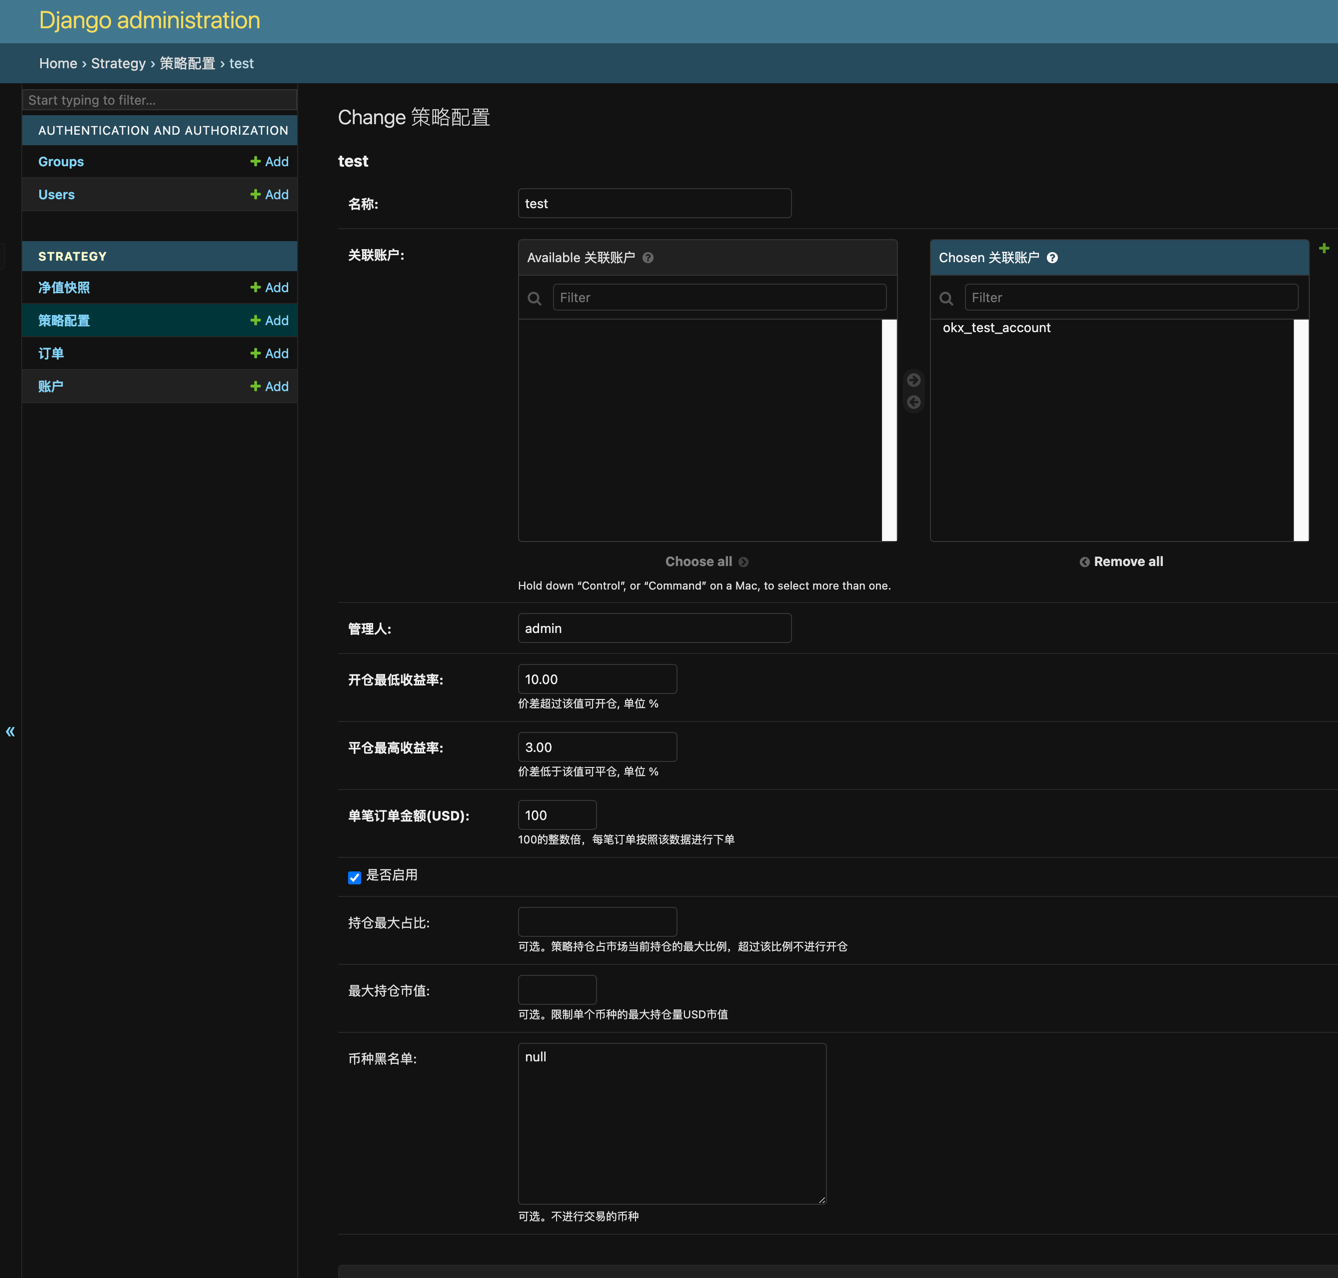 Django administration
Home › Strategy › 策略配置 › test
Start typing to filter...
AUTHENTICATION AND AUTHORIZATION
Groups Add
Users Add
STRATEGY
净值快照 Add
策略配置 Add
订单 Add
账户 Add
«
Change 策略配置
test
名称: test
关联账户:
Available 关联账户 ?
Filter
Chosen 关联账户 ?
Filter
okx_test_account
Choose all
Remove all
Hold down “Control”, or “Command” on a Mac, to select more than one.
管理人: admin
开仓最低收益率: 10.00
价差超过该值可开仓, 单位 %
平仓最高收益率: 3.00
价差低于该值可平仓, 单位 %
单笔订单金额(USD): 100
100的整数倍，每笔订单按照该数据进行下单
是否启用
持仓最大占比:
可选。策略持仓占市场当前持仓的最大比例，超过该比例不进行开仓
最大持仓市值:
可选。限制单个币种的最大持仓量USD市值
币种黑名单: null
可选。不进行交易的币种